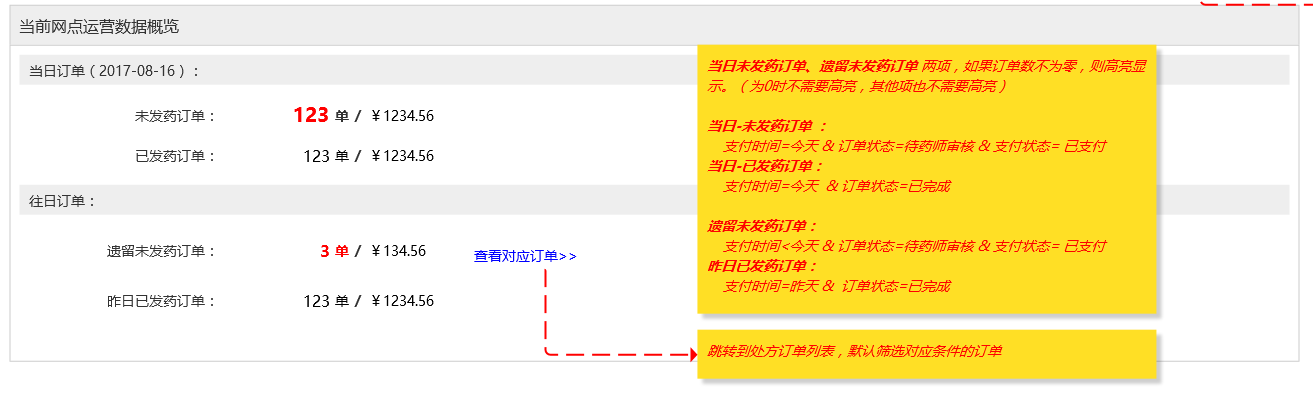 当前网点运营数据概览
当日订单（2017-08-16）：
未发药订单： 123 单 / ￥1234.56
已发药订单： 123 单 / ￥1234.56
往日订单：
遗留未发药订单： 3 单 / ￥134.56 查看对应订单>>
昨日已发药订单： 123 单 / ￥1234.56
当日未发药订单、遗留未发药订单 两项，如果订单数不为零，则高亮显
示。（为0时不需要高亮，其他项也不需要高亮）
当日-未发药订单 ：
支付时间=今天 & 订单状态=待药师审核 & 支付状态= 已支付
当日-已发药订单：
支付时间=今天 & 订单状态=已完成
遗留未发药订单：
支付时间<今天 & 订单状态=待药师审核 & 支付状态= 已支付
昨日已发药订单：
支付时间=昨天 & 订单状态=已完成
跳转到处方订单列表，默认筛选对应条件的订单